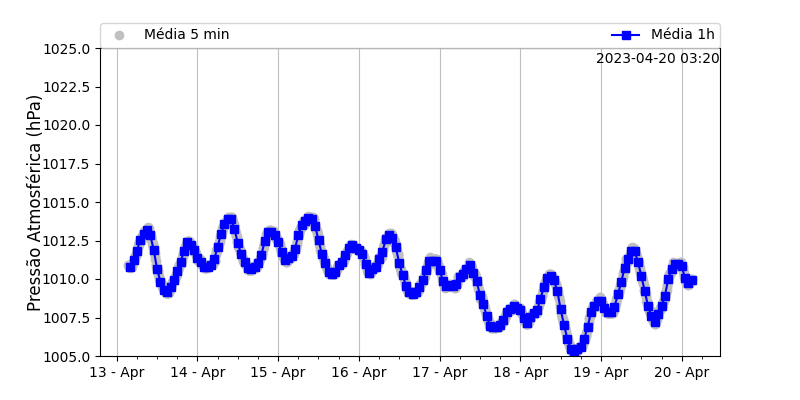 Média 5 min
Média 1h
2023-04-20 03:20
Pressão Atmosférica (hPa)
1025.0
1022.5
1020.0
1017.5
1015.0
1012.5
1010.0
1007.5
1005.0
13 - Apr
14 - Apr
15 - Apr
16 - Apr
17 - Apr
18 - Apr
19 - Apr
20 - Apr